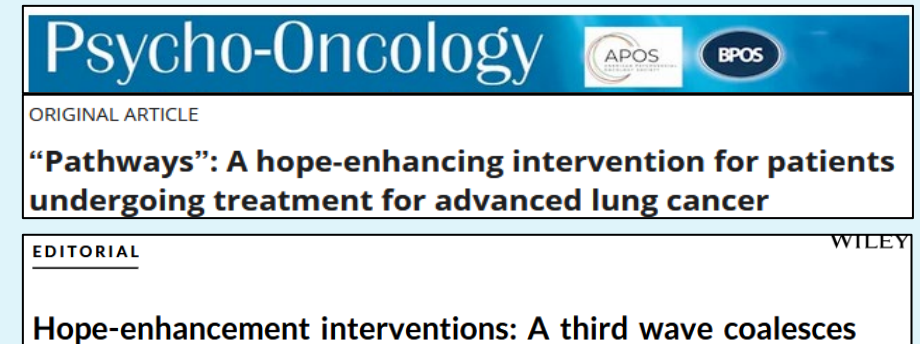 Psycho-Oncology
APOS
BPOS
ORIGINAL ARTICLE
“Pathways”: A hope-enhancing intervention for patients
undergoing treatment for advanced lung cancer
WILEY
EDITORIAL
Hope-enhancement interventions: A third wave coalesces